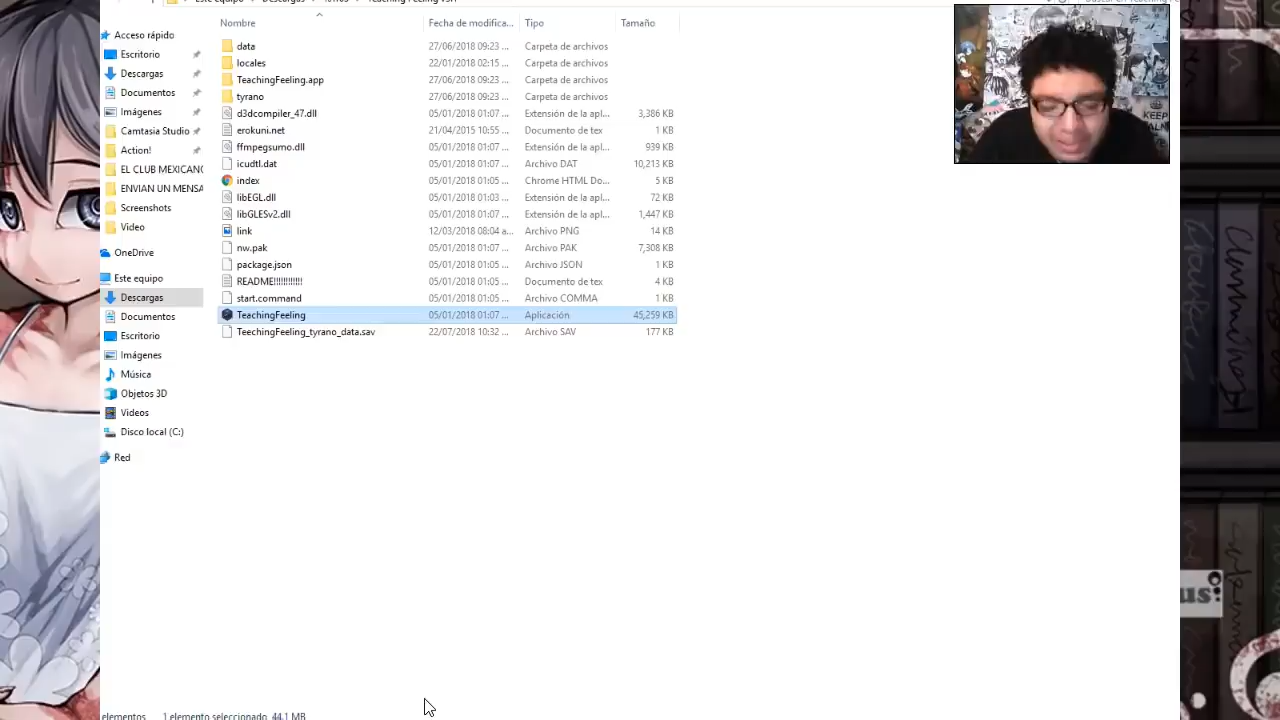 Nombre Fecha de modifica... Tipo Tamaño
Acceso rápido
Escritorio
Descargas
Documentos
Imágenes
Camtasia Studio
Action!
EL CLUB MEXICANO
ENVIAN UN MENSA
Screenshots
Video
OneDrive
Este equipo
Descargas
Documentos
Escritorio
Imágenes
Música
Objetos 3D
Videos
Disco local (C:)
Red
data 27/06/2018 09:23 ... Carpeta de archivos
locales 22/01/2018 02:15 ... Carpeta de archivos
TeachingFeeling.app 27/06/2018 09:23 ... Carpeta de archivos
tyrano 27/06/2018 09:23 ... Carpeta de archivos
d3dcompiler_47.dll 05/01/2018 01:07 ... Extensión de la apl... 3,386 KB
erokuni.net 21/04/2015 10:55 ... Documento de tex 1 KB
ffmpegsumo.dll 05/01/2018 01:07 ... Extensión de la apl... 939 KB
icudtl.dat 05/01/2018 01:07 ... Archivo DAT 10,213 KB
index 05/01/2018 01:05 ... Chrome HTML Do... 5 KB
libEGL.dll 05/01/2018 01:03 ... Extensión de la apl... 72 KB
libGLESv2.dll 05/01/2018 01:07 ... Extensión de la apl... 1,447 KB
link 12/03/2018 08:04 a... Archivo PNG 14 KB
nw.pak 05/01/2018 01:07 ... Archivo PAK 7,308 KB
package.json 05/01/2018 01:05 ... Archivo JSON 1 KB
README!!!!!!!!!!!! 05/01/2018 01:05 ... Documento de tex 4 KB
start.command 05/01/2018 01:05 ... Archivo COMMA 1 KB
TeachingFeeling 05/01/2018 01:07 ... Aplicación 45,259 KB
TeechingFeeling_tyrano_data.sav 22/07/2018 10:32 ... Archivo SAV 177 KB
KEEP
elementos 1 elemento seleccionado. 44.1 MB
us: